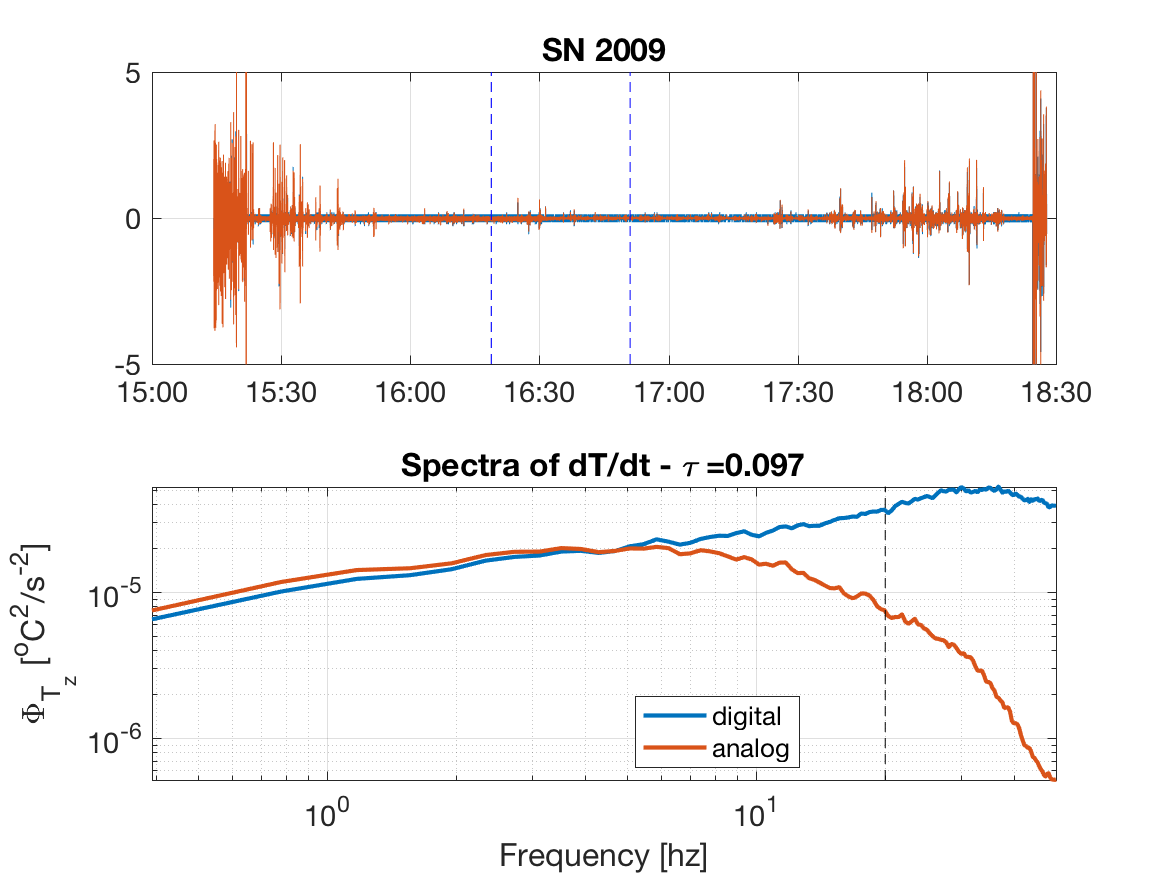 SN 2009
5
0
-5
15:00 15:30 16:00 16:30 17:00 17:30 18:00 18:30
Spectra of dT/dt - τ =0.097
10⁻⁵
10⁻⁶
Φ_T_z [°C²/s⁻²]
digital
analog
10⁰ 10¹
Frequency [hz]